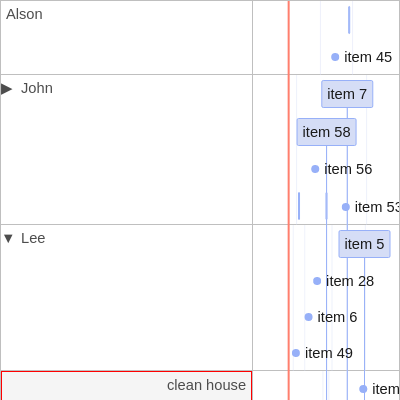 Alson
item 45
▶ John
item 7
item 58
item 56
item 53
▼ Lee
item 5
item 28
item 6
item 49
clean house
item